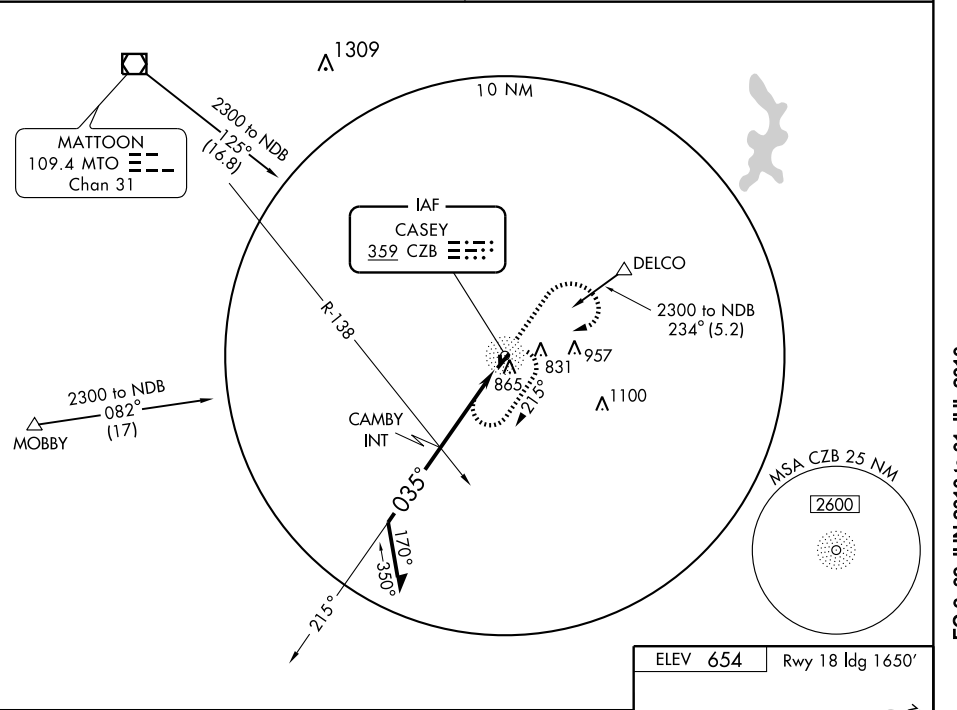 1309
10 NM
2300 to NDB
125°
(16.8)
MATTOON
109.4 MTO
Chan 31
IAF
CASEY
359 CZB
DELCO
2300 to NDB
234° (5.2)
R-138
957
831
865
215°
1100
2300 to NDB
082°
(17)
MOBBY
CAMBY
INT
035°
MSA CZB 25 NM
2600
170°
350°
215°
ELEV 654
Rwy 18 ldg 1650'